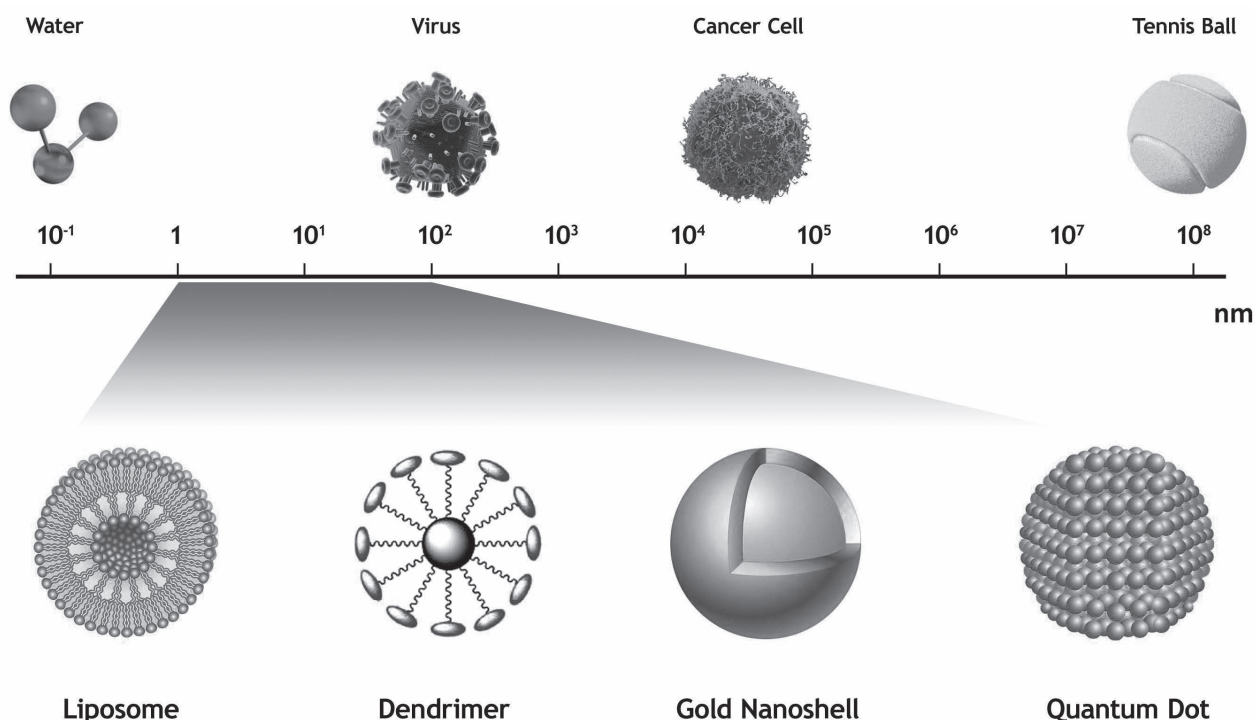 Water Virus Cancer Cell Tennis Ball
10⁻¹ 1 10¹ 10² 10³ 10⁴ 10⁵ 10⁶ 10⁷ 10⁸
nm
Liposome Dendrimer Gold Nanoshell Quantum Dot